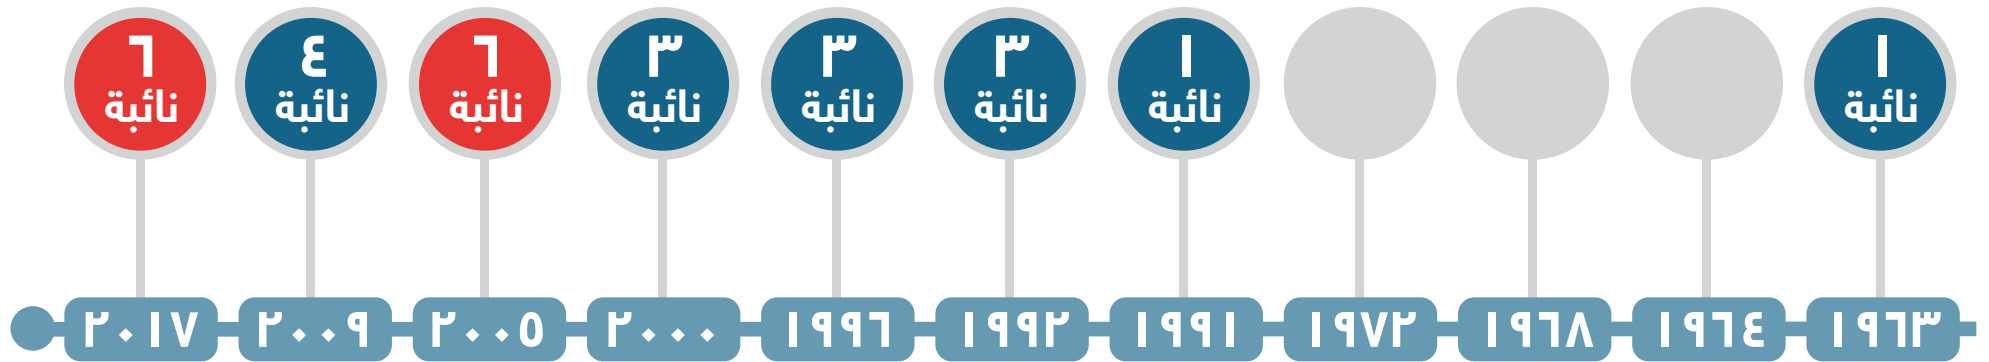 ١
نائبة
١
نائبة
٣
نائبة
٣
نائبة
٣
نائبة
٦
نائبة
٤
نائبة
٦
نائبة
١٩٦٣
١٩٦٤
١٩٦٨
١٩٧٢
١٩٩١
١٩٩٢
١٩٩٦
٢٠٠٠
٢٠٠٥
٢٠٠٩
٢٠١٧